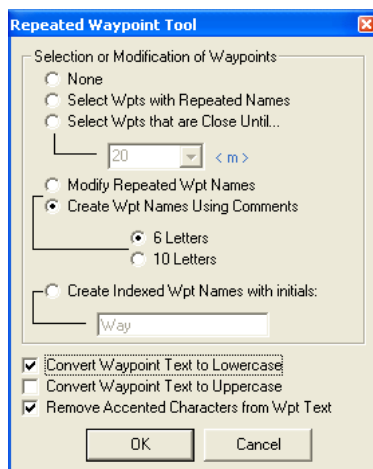 Repeated Waypoint Tool
Selection or Modification of Waypoints
None
Select Wpts with Repeated Names
Select Wpts that are Close Until...
20 < m >
Modify Repeated Wpt Names
Create Wpt Names Using Comments
6 Letters
10 Letters
Create Indexed Wpt Names with initials:
Way
Convert Waypoint Text to Lowercase
Convert Waypoint Text to Uppercase
Remove Accented Characters from Wpt Text
OK Cancel